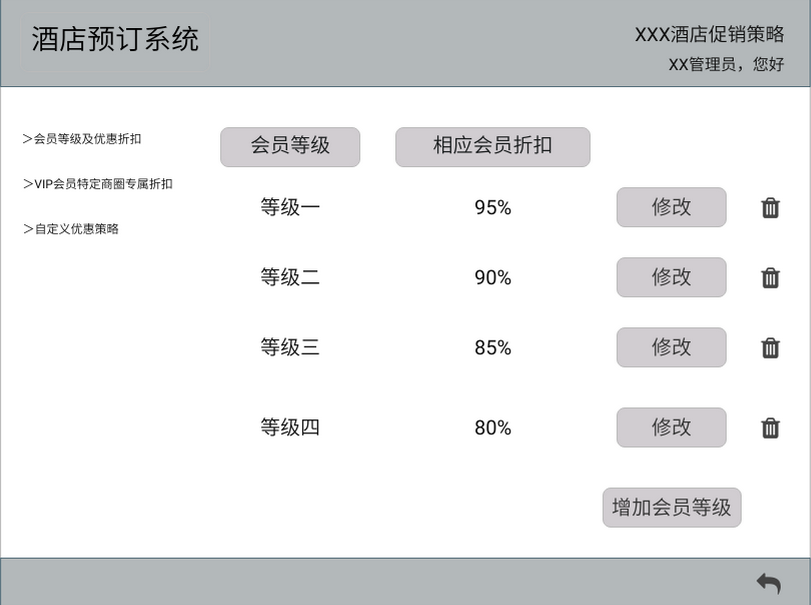 酒店预订系统
XXX酒店促销策略
XX管理员，您好
>会员等级及优惠折扣
>VIP会员特定商圈专属折扣
>自定义优惠策略
会员等级 相应会员折扣
等级一 95% 修改
等级二 90% 修改
等级三 85% 修改
等级四 80% 修改
增加会员等级